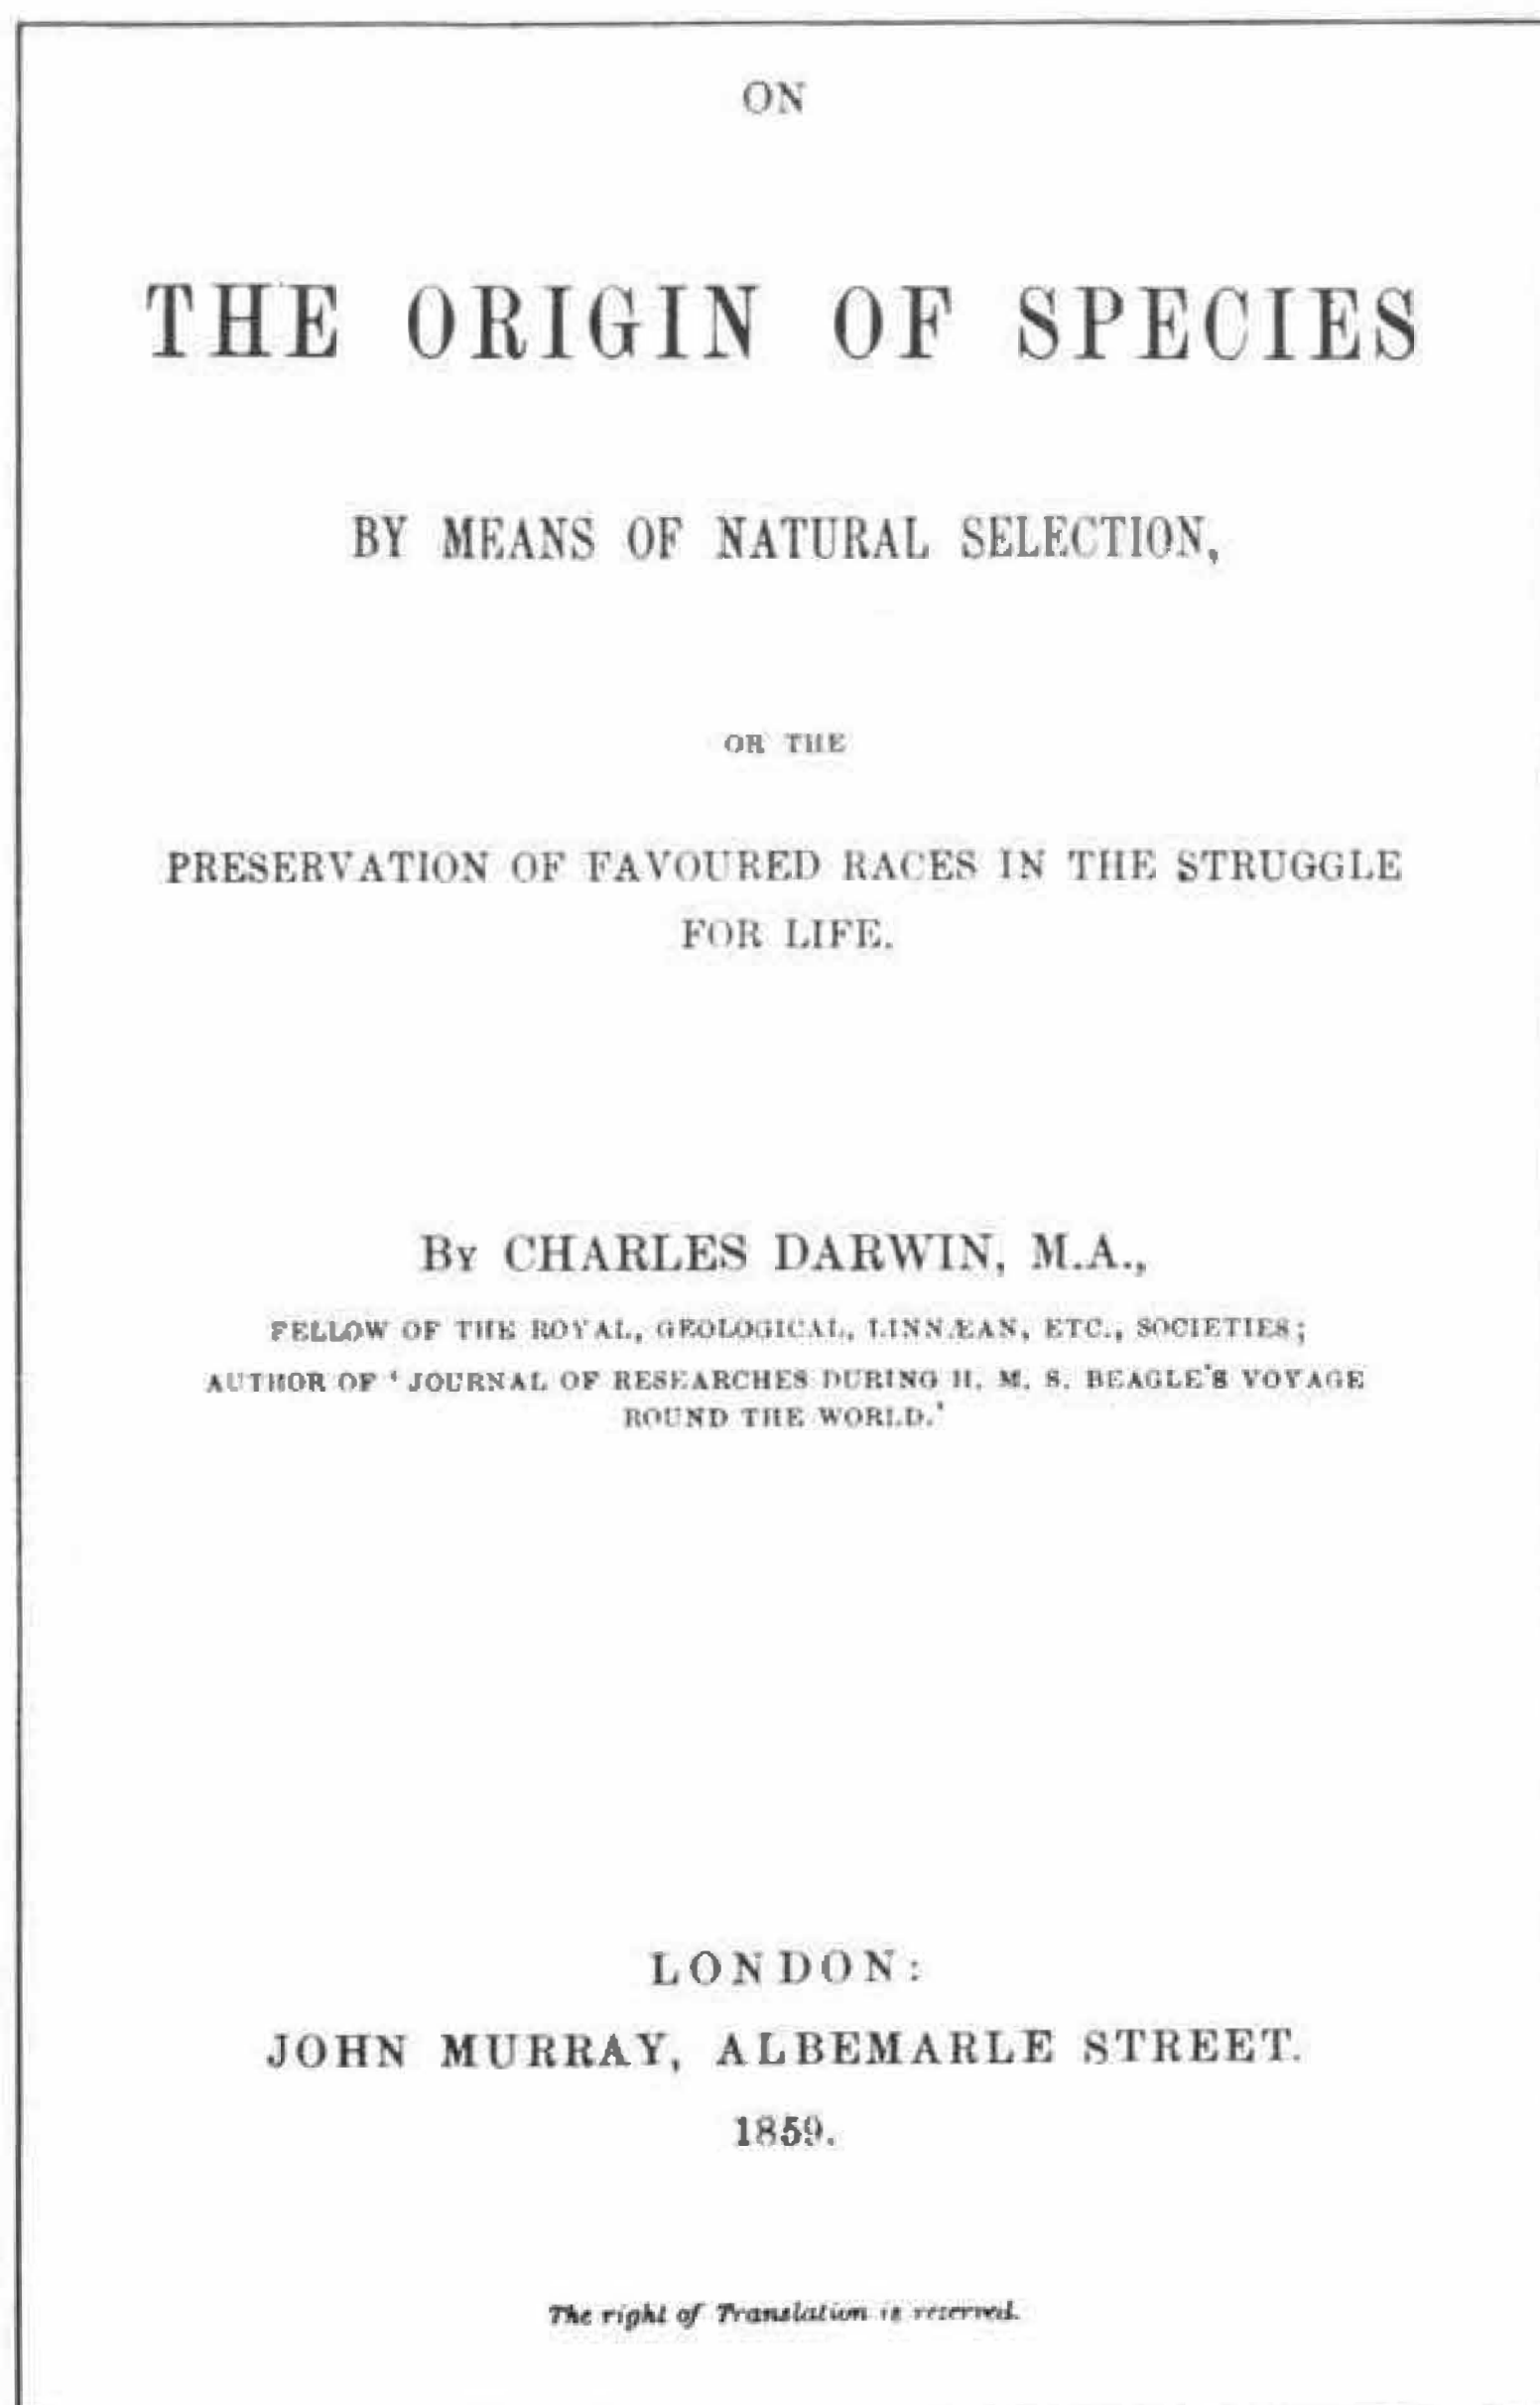 ON
THE ORIGIN OF SPECIES
BY MEANS OF NATURAL SELECTION,
OR THE
PRESERVATION OF FAVOURED RACES IN THE STRUGGLE
FOR LIFE.
By CHARLES DARWIN, M.A.,
FELLOW OF THE ROYAL, GEOLOGICAL, LINNÆAN, ETC., SOCIETIES;
AUTHOR OF ‘JOURNAL OF RESEARCHES DURING H. M. S. BEAGLE'S VOYAGE
ROUND THE WORLD.’
LONDON:
JOHN MURRAY, ALBEMARLE STREET.
1859.
The right of Translation is reserved.